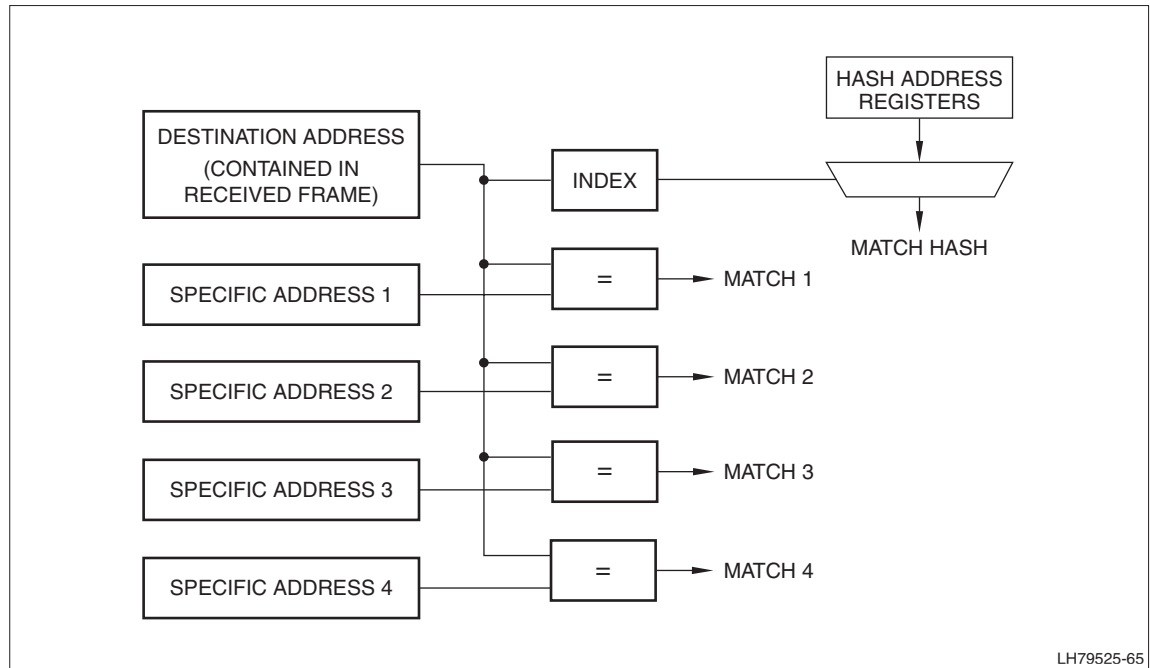 HASH ADDRESS
REGISTERS
DESTINATION ADDRESS
(CONTAINED IN
RECEIVED FRAME)
INDEX
MATCH HASH
SPECIFIC ADDRESS 1
=
MATCH 1
SPECIFIC ADDRESS 2
=
MATCH 2
SPECIFIC ADDRESS 3
=
MATCH 3
SPECIFIC ADDRESS 4
=
MATCH 4
LH79525-65